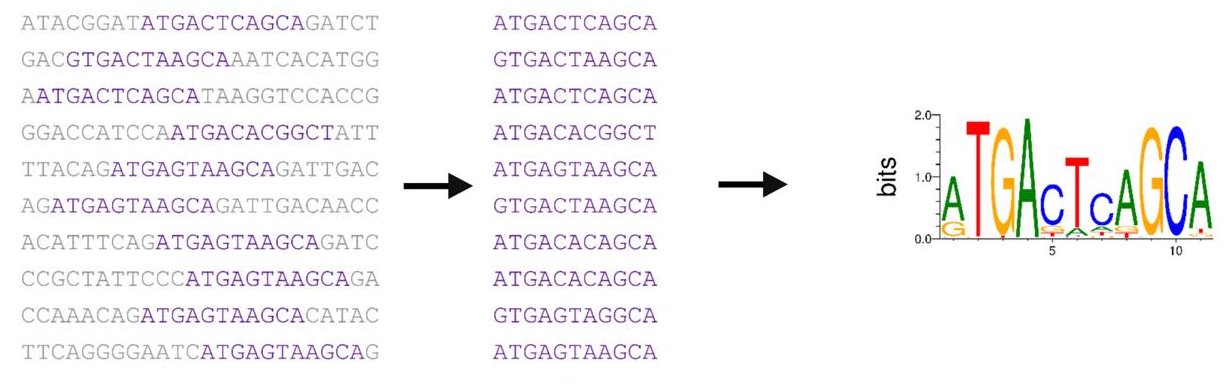 ATACGGATATGACTCAGCAGATCT
GACGTGACTAAGCAAATCACATGG
AATGACTCAGCATAAGGTCCACCG
GGACCATCCAATGACACGGCTATT
TTACAGATGAGTAAGCAGATTGAC
AGATGAGTAAGCAGATTGACAACC
ACATTTCAGATGAGTAAGCAGATC
CCGCTATTCCCATGAGTAAGCAGA
CCAAACAGATGAGTAAGCACATAC
TTCAGGGGAATCATGAGTAAGCAG
ATGACTCAGCA
GTGACTAAGCA
ATGACTCAGCA
ATGACACGGCT
ATGAGTAAGCA
GTGACTAAGCA
ATGACACAGCA
ATGACACAGCA
GTGAGTAGGCA
ATGAGTAAGCA
bits
2.0
1.0
0.0
ATGACTCAGCA
G
5
10